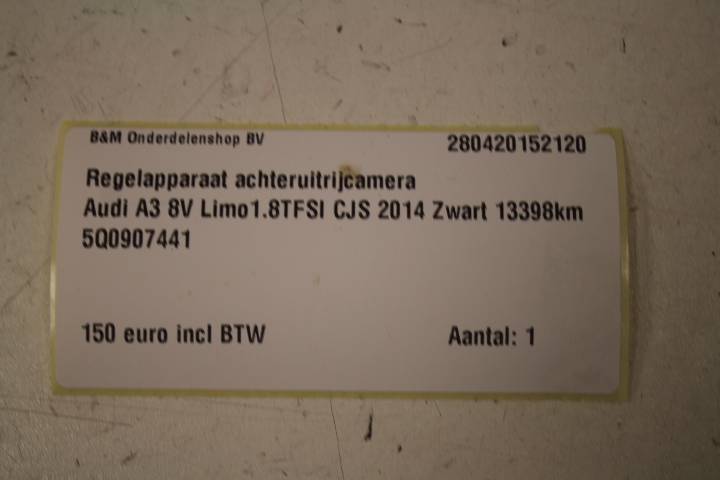 B&M Onderdelenshop BV 280420152120
Regelapparaat achteruitrijcamera
Audi A3 8V Limo1.8TFSI CJS 2014 Zwart 13398km
5Q0907441
150 euro incl BTW Aantal: 1